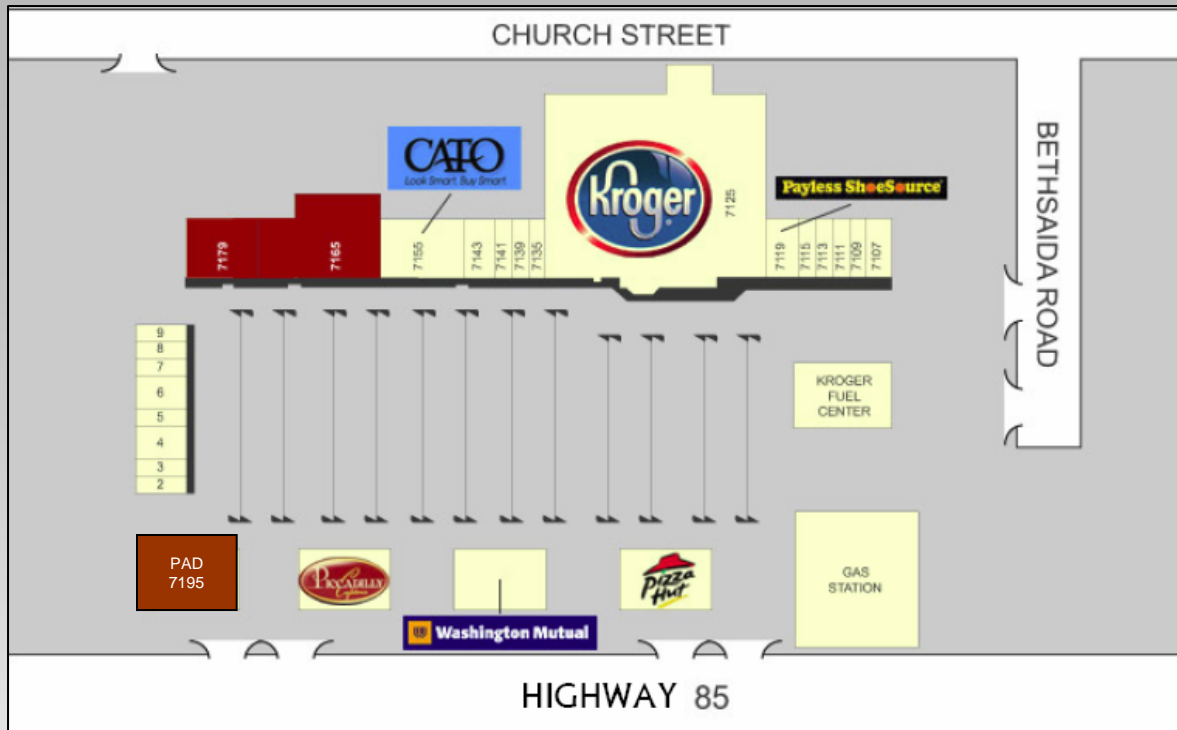 CHURCH STREET
BETHSAIDA ROAD
CATO
Look Smart. Buy Smart.
Kroger
7125
Payless ShoeSource
7179
7165
7155
7143
7141
7139
7135
7119
7115
7113
7111
7109
7107
9
8
7
6
5
4
3
2
KROGER
FUEL
CENTER
PAD
7195
PICCADILLY
Pizza
Hut
GAS
STATION
Washington Mutual
HIGHWAY 85